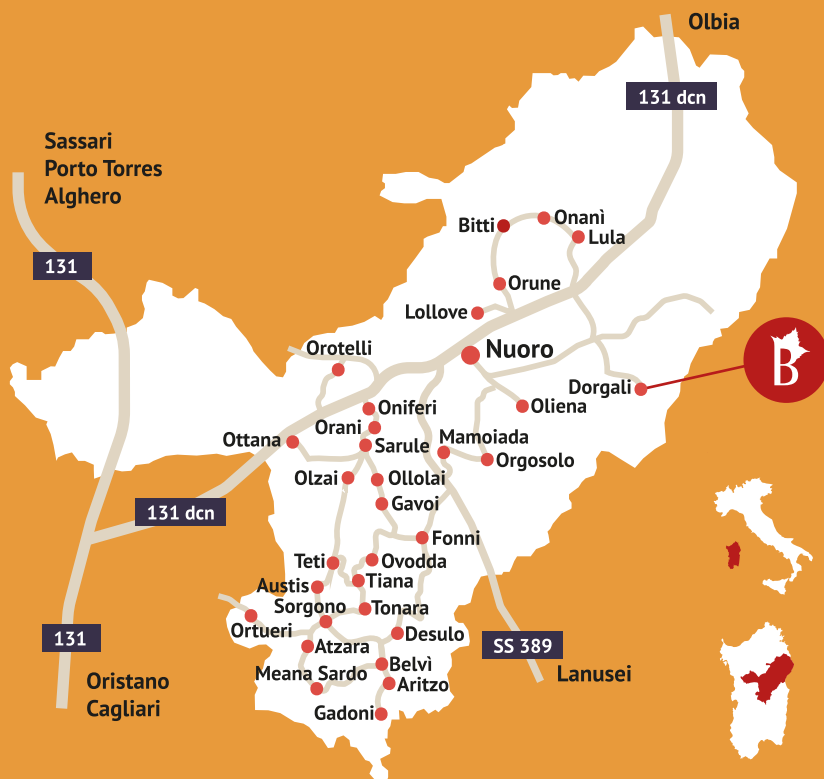 Olbia
131 dcn
Sassari
Porto Torres
Alghero
131
Bitti
Onanì
Lula
Orune
Lollove
Orotelli
Nuoro
B
Dorgali
Oniferi
Oliena
Orani
Ottana
Sarule
Mamoiada
Orgosolo
Olzai
Ollolai
Gavoi
131 dcn
Fonni
Teti
Ovodda
Austis
Tiana
Sorgono
Tonara
Ortueri
Desulo
131
Atzara
SS 389
Belvì
Meana Sardo
Lanusei
Oristano
Cagliari
Aritzo
Gadoni